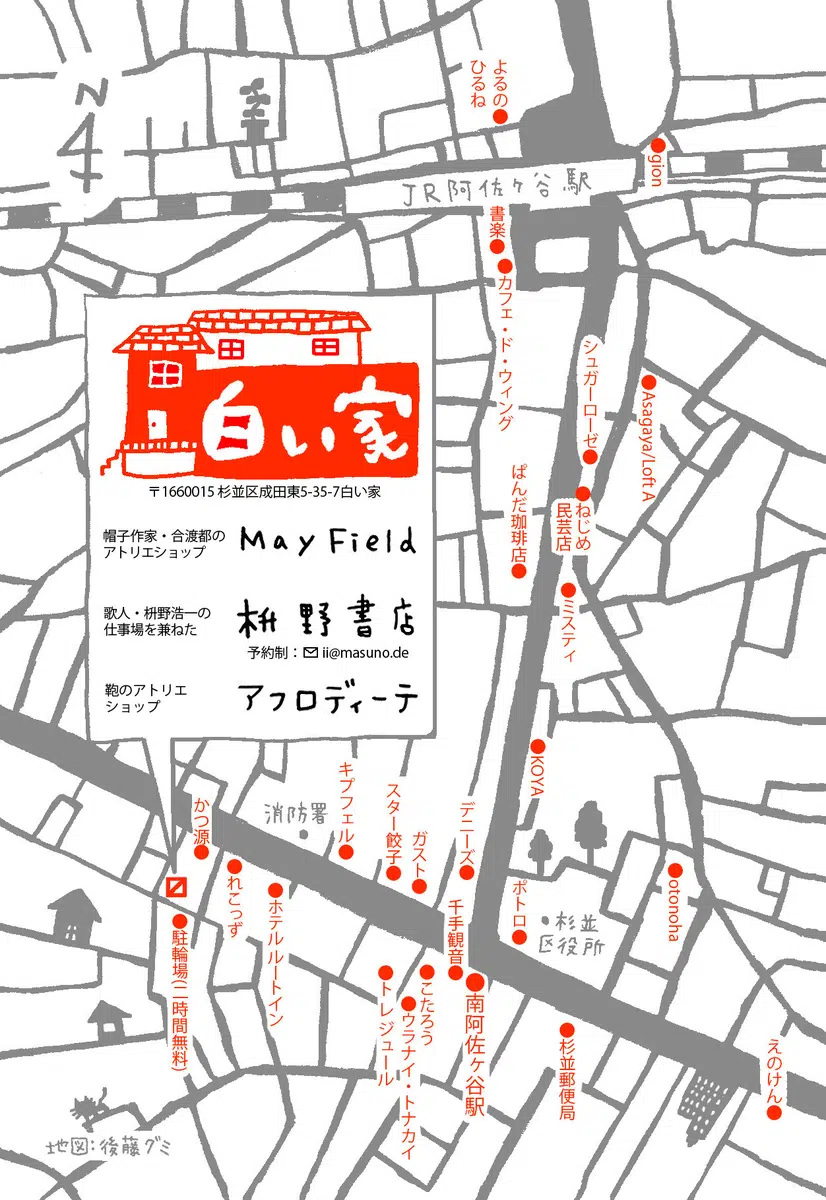 N
よるの
ひるね
gion
JR阿佐ヶ谷駅
書楽
カフェ・ド・ウィング
シュガーローゼ
Asagaya/Loft A
ぱんだ珈琲店
ねじめ
民芸店
ミスティ
白い家
〒1660015 杉並区成田東5-35-7白い家
帽子作家・合渡都の
アトリエショップ
May Field
歌人・枡野浩一の
仕事場を兼ねた
枡野書店
予約制：✉ii@masuno.de
鞄のアトリエ
ショップ
アフロディーテ
KOYA
かつ源
消防署
キプフェル
スター餃子
ガスト
デニーズ
れこっず
ホテルルートイン
千手観音
ポトロ
杉並
区役所
otonoha
駐輪場(二時間無料)
トレジュール
ウラナイ・トナカイ
こたろう
南阿佐ヶ谷駅
杉並郵便局
えのけん
地図:後藤グミ